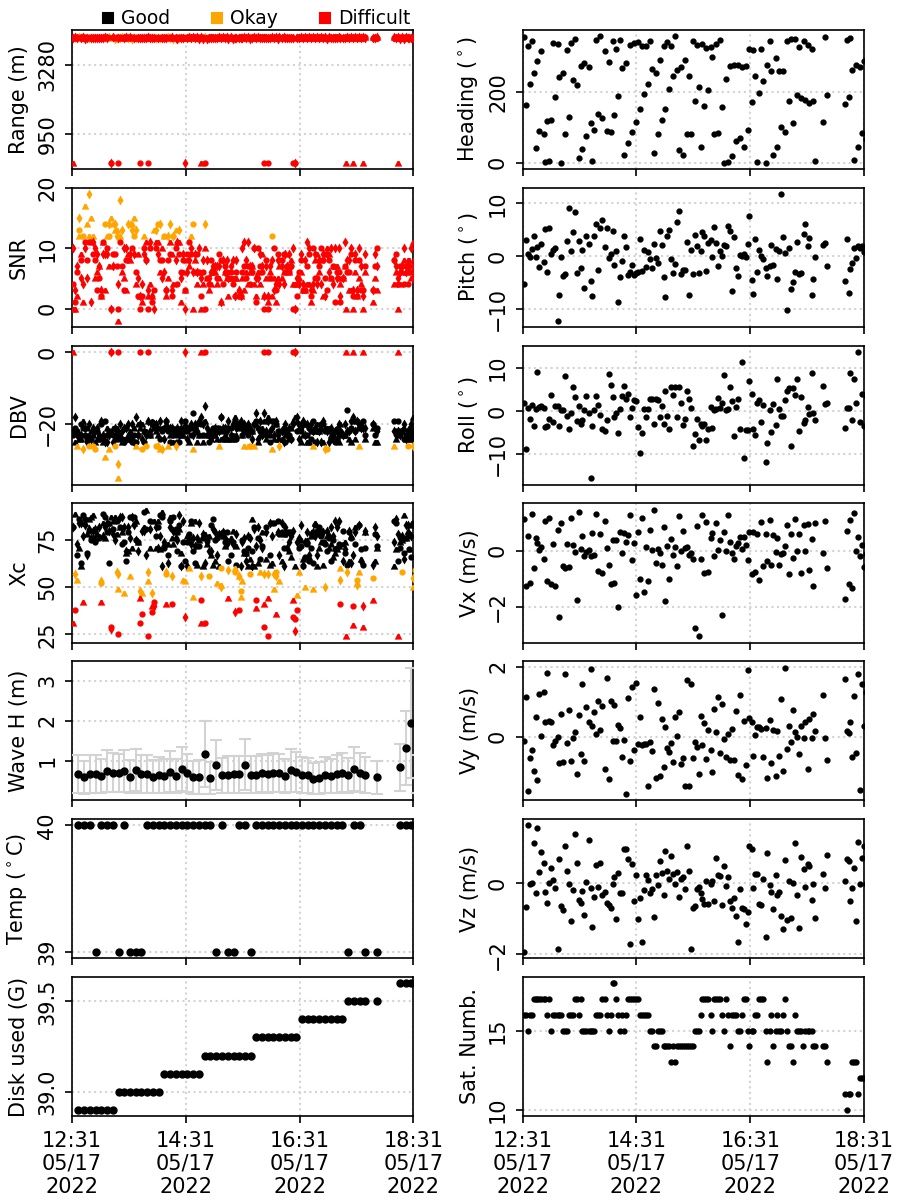 Good Okay Difficult
Range (m)
3280
950
Heading (°)
200
0
SNR
20
10
0
Pitch (°)
10
0
−10
DBV
0
−20
Roll (°)
10
0
−10
Xc
75
50
25
Vx (m/s)
0
−2
Wave H (m)
3
2
1
Vy (m/s)
2
0
Temp (°C)
40
39
Vz (m/s)
0
−2
Disk used (G)
39.5
39.0
Sat. Numb.
15
10
12:31 14:31 16:31 18:31 12:31 14:31 16:31 18:31
05/17 05/17 05/17 05/17 05/17 05/17 05/17 05/17
2022 2022 2022 2022 2022 2022 2022 2022